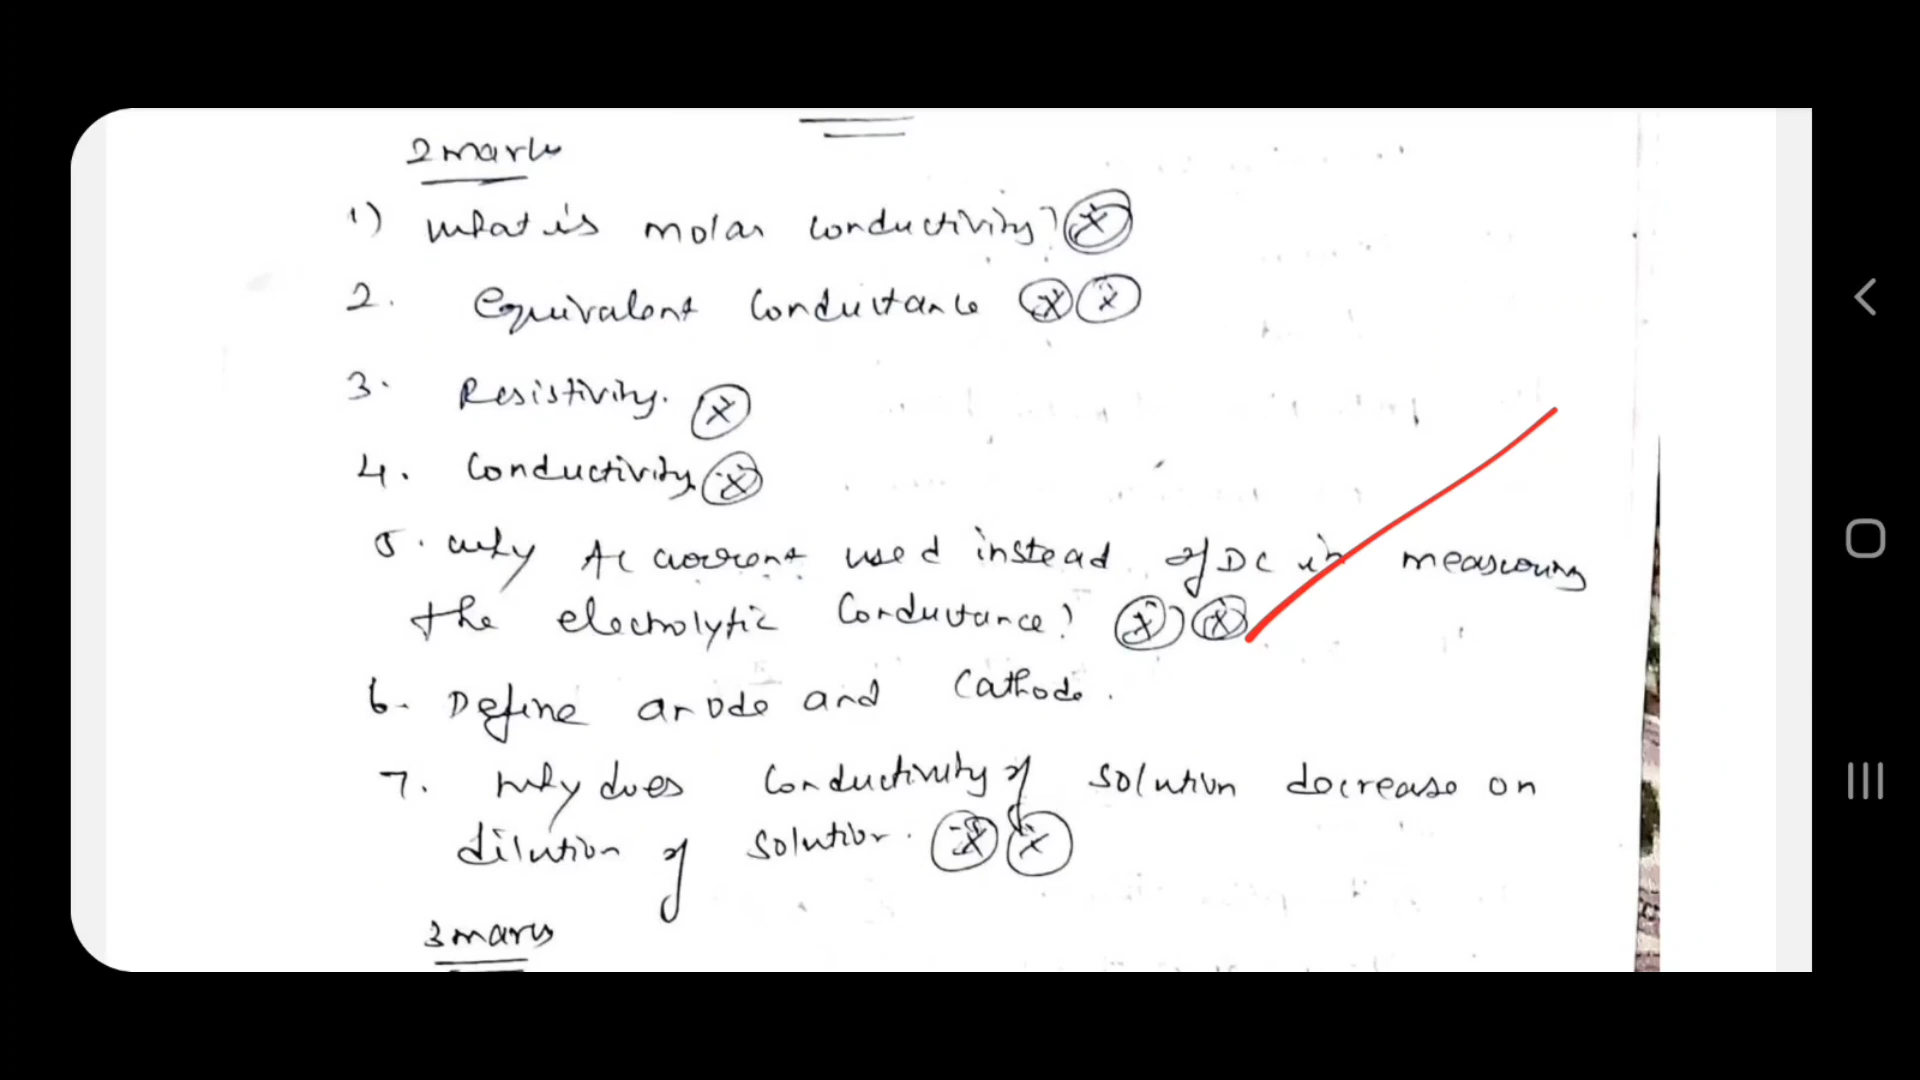 2 marks
1) What is molar conductivity?
2. Equivalent Conductance
3. Resistivity.
4. Conductivity.
5. why AC current used instead of DC in measuring
the electrolytic Conductance?
6. Define anode and Cathode.
7. Why does Conductivity of solution decrease on
dilution of solution.
3 marks